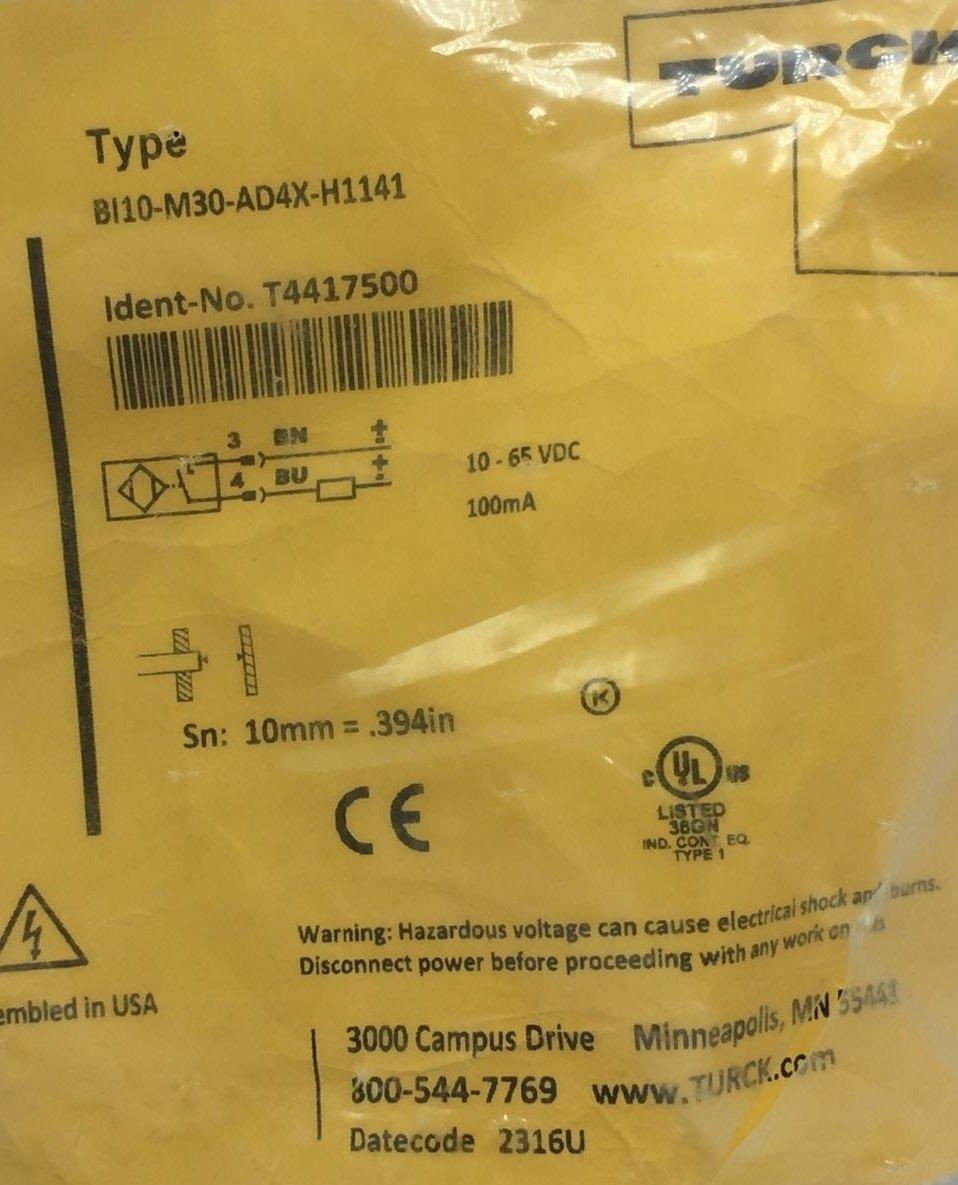 TURCK
Type
BI10-M30-AD4X-H1141
Ident-No. T4417500
3 BN ±
4 BU ±
10 - 65 VDC
100mA
Sn: 10mm = .394in
K
CE
c UL us
LISTED
36GN
IND. CONT. EQ.
TYPE 1
Warning: Hazardous voltage can cause electrical shock and burns.
Disconnect power before proceeding with any work on
embled in USA
3000 Campus Drive Minneapolis, MN 55441
800-544-7769 www.TURCK.com
Datecode 2316U